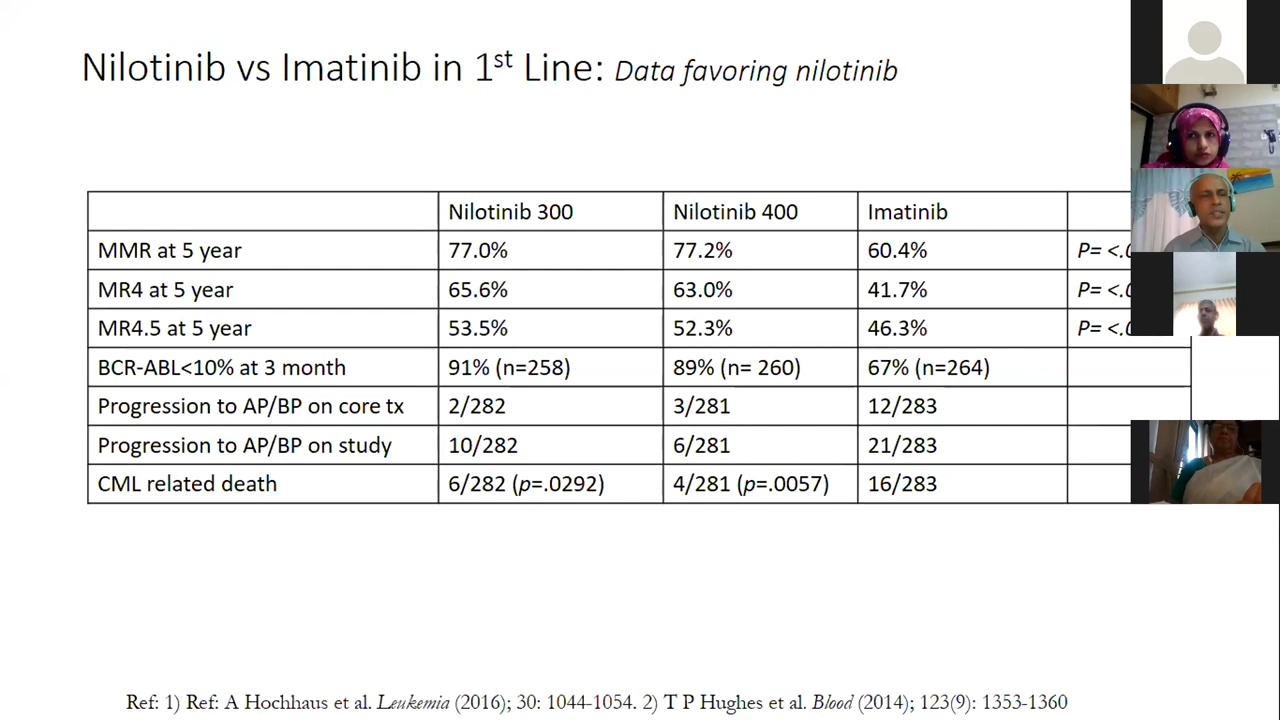 Nilotinib vs Imatinib in 1st Line: Data favoring nilotinib
Nilotinib 300 Nilotinib 400 Imatinib
MMR at 5 year 77.0% 77.2% 60.4% P= <.0
MR4 at 5 year 65.6% 63.0% 41.7% P= <.0
MR4.5 at 5 year 53.5% 52.3% 46.3% P= <.0
BCR-ABL<10% at 3 month 91% (n=258) 89% (n= 260) 67% (n=264)
Progression to AP/BP on core tx 2/282 3/281 12/283
Progression to AP/BP on study 10/282 6/281 21/283
CML related death 6/282 (p=.0292) 4/281 (p=.0057) 16/283
Ref: 1) Ref: A Hochhaus et al. Leukemia (2016); 30: 1044-1054. 2) T P Hughes et al. Blood (2014); 123(9): 1353-1360